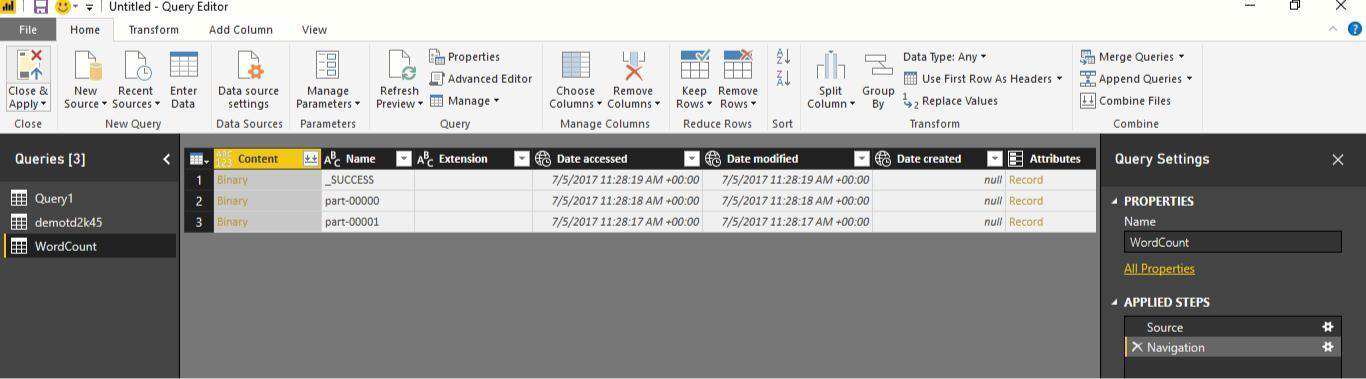 Untitled - Query Editor
File Home Transform Add Column View
Close & Apply
New Source
Recent Sources
Enter Data
Data source settings
Manage Parameters
Refresh Preview
Properties
Advanced Editor
Manage
Choose Columns
Remove Columns
Keep Rows
Remove Rows
Split Column
Group By
Data Type: Any
Use First Row As Headers
Replace Values
Merge Queries
Append Queries
Combine Files
Close New Query Data Sources Parameters Query Manage Columns Reduce Rows Sort Transform Combine
Queries [3]
Query1
demotd2k45
WordCount
ABC 123 Content ABC Name ABC Extension Date accessed Date modified Date created Attributes
1 Binary _SUCCESS 7/5/2017 11:28:19 AM +00:00 7/5/2017 11:28:19 AM +00:00 null Record
2 Binary part-00000 7/5/2017 11:28:18 AM +00:00 7/5/2017 11:28:18 AM +00:00 null Record
3 Binary part-00001 7/5/2017 11:28:17 AM +00:00 7/5/2017 11:28:17 AM +00:00 null Record
Query Settings
PROPERTIES
Name
WordCount
All Properties
APPLIED STEPS
Source
Navigation